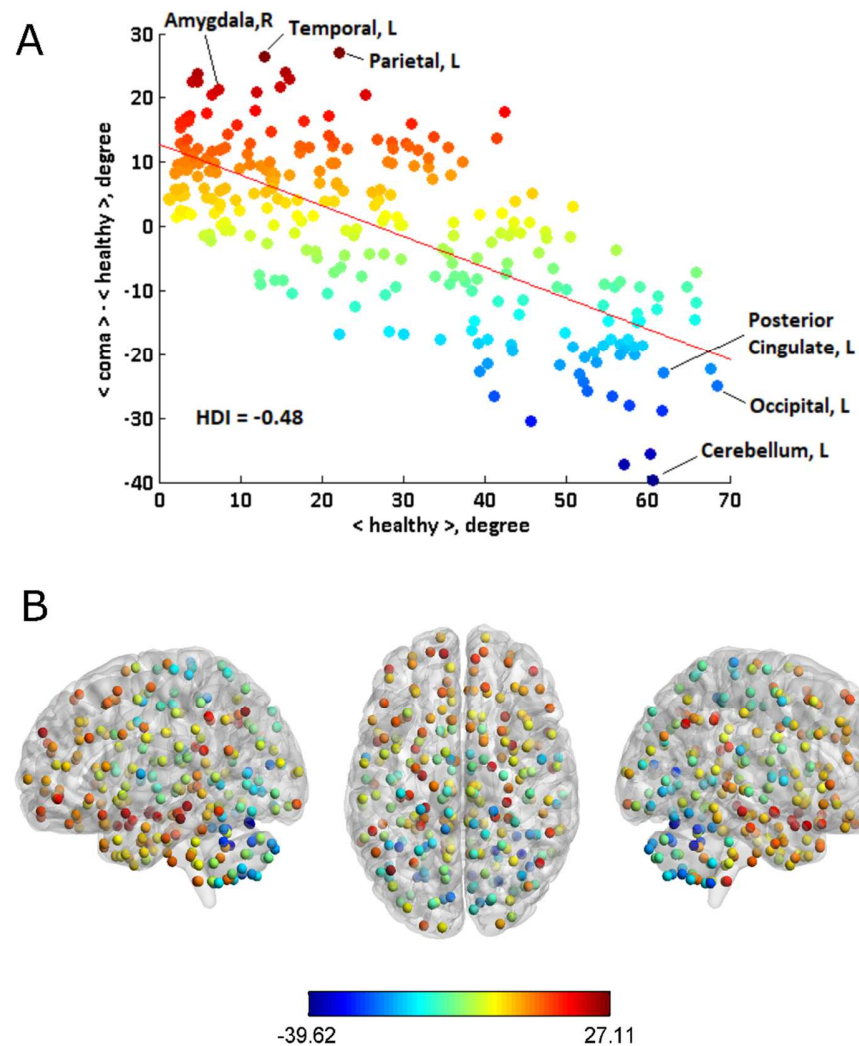 A
Amygdala,R
Temporal, L
Parietal, L
30
20
10
0
-10
-20
-30
-40
< coma > - < healthy >, degree
HDI = -0.48
Posterior
Cingulate, L
Occipital, L
Cerebellum, L
0 10 20 30 40 50 60 70
< healthy >, degree
B
-39.62 27.11